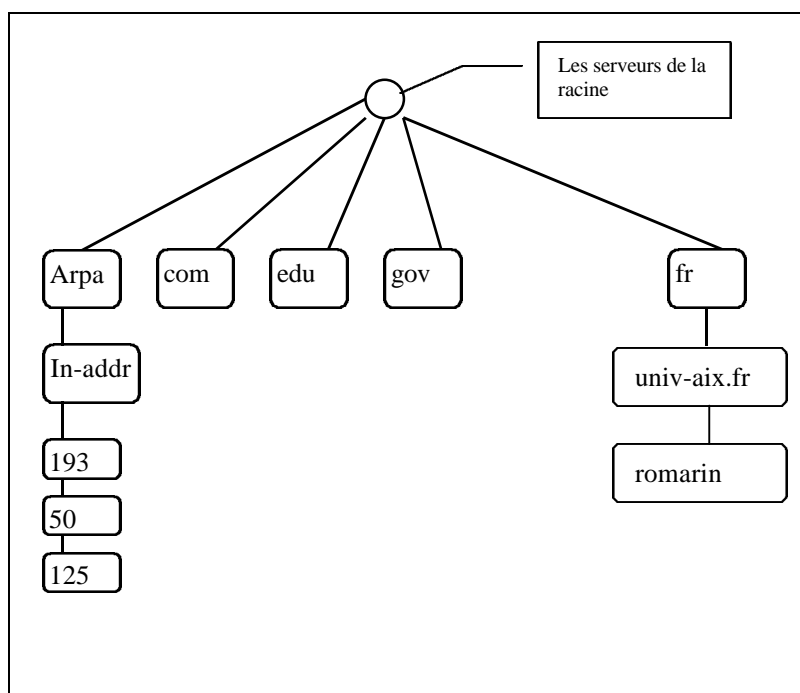 Les serveurs de la
racine
Arpa
com
edu
gov
fr
In-addr
univ-aix.fr
193
romarin
50
125